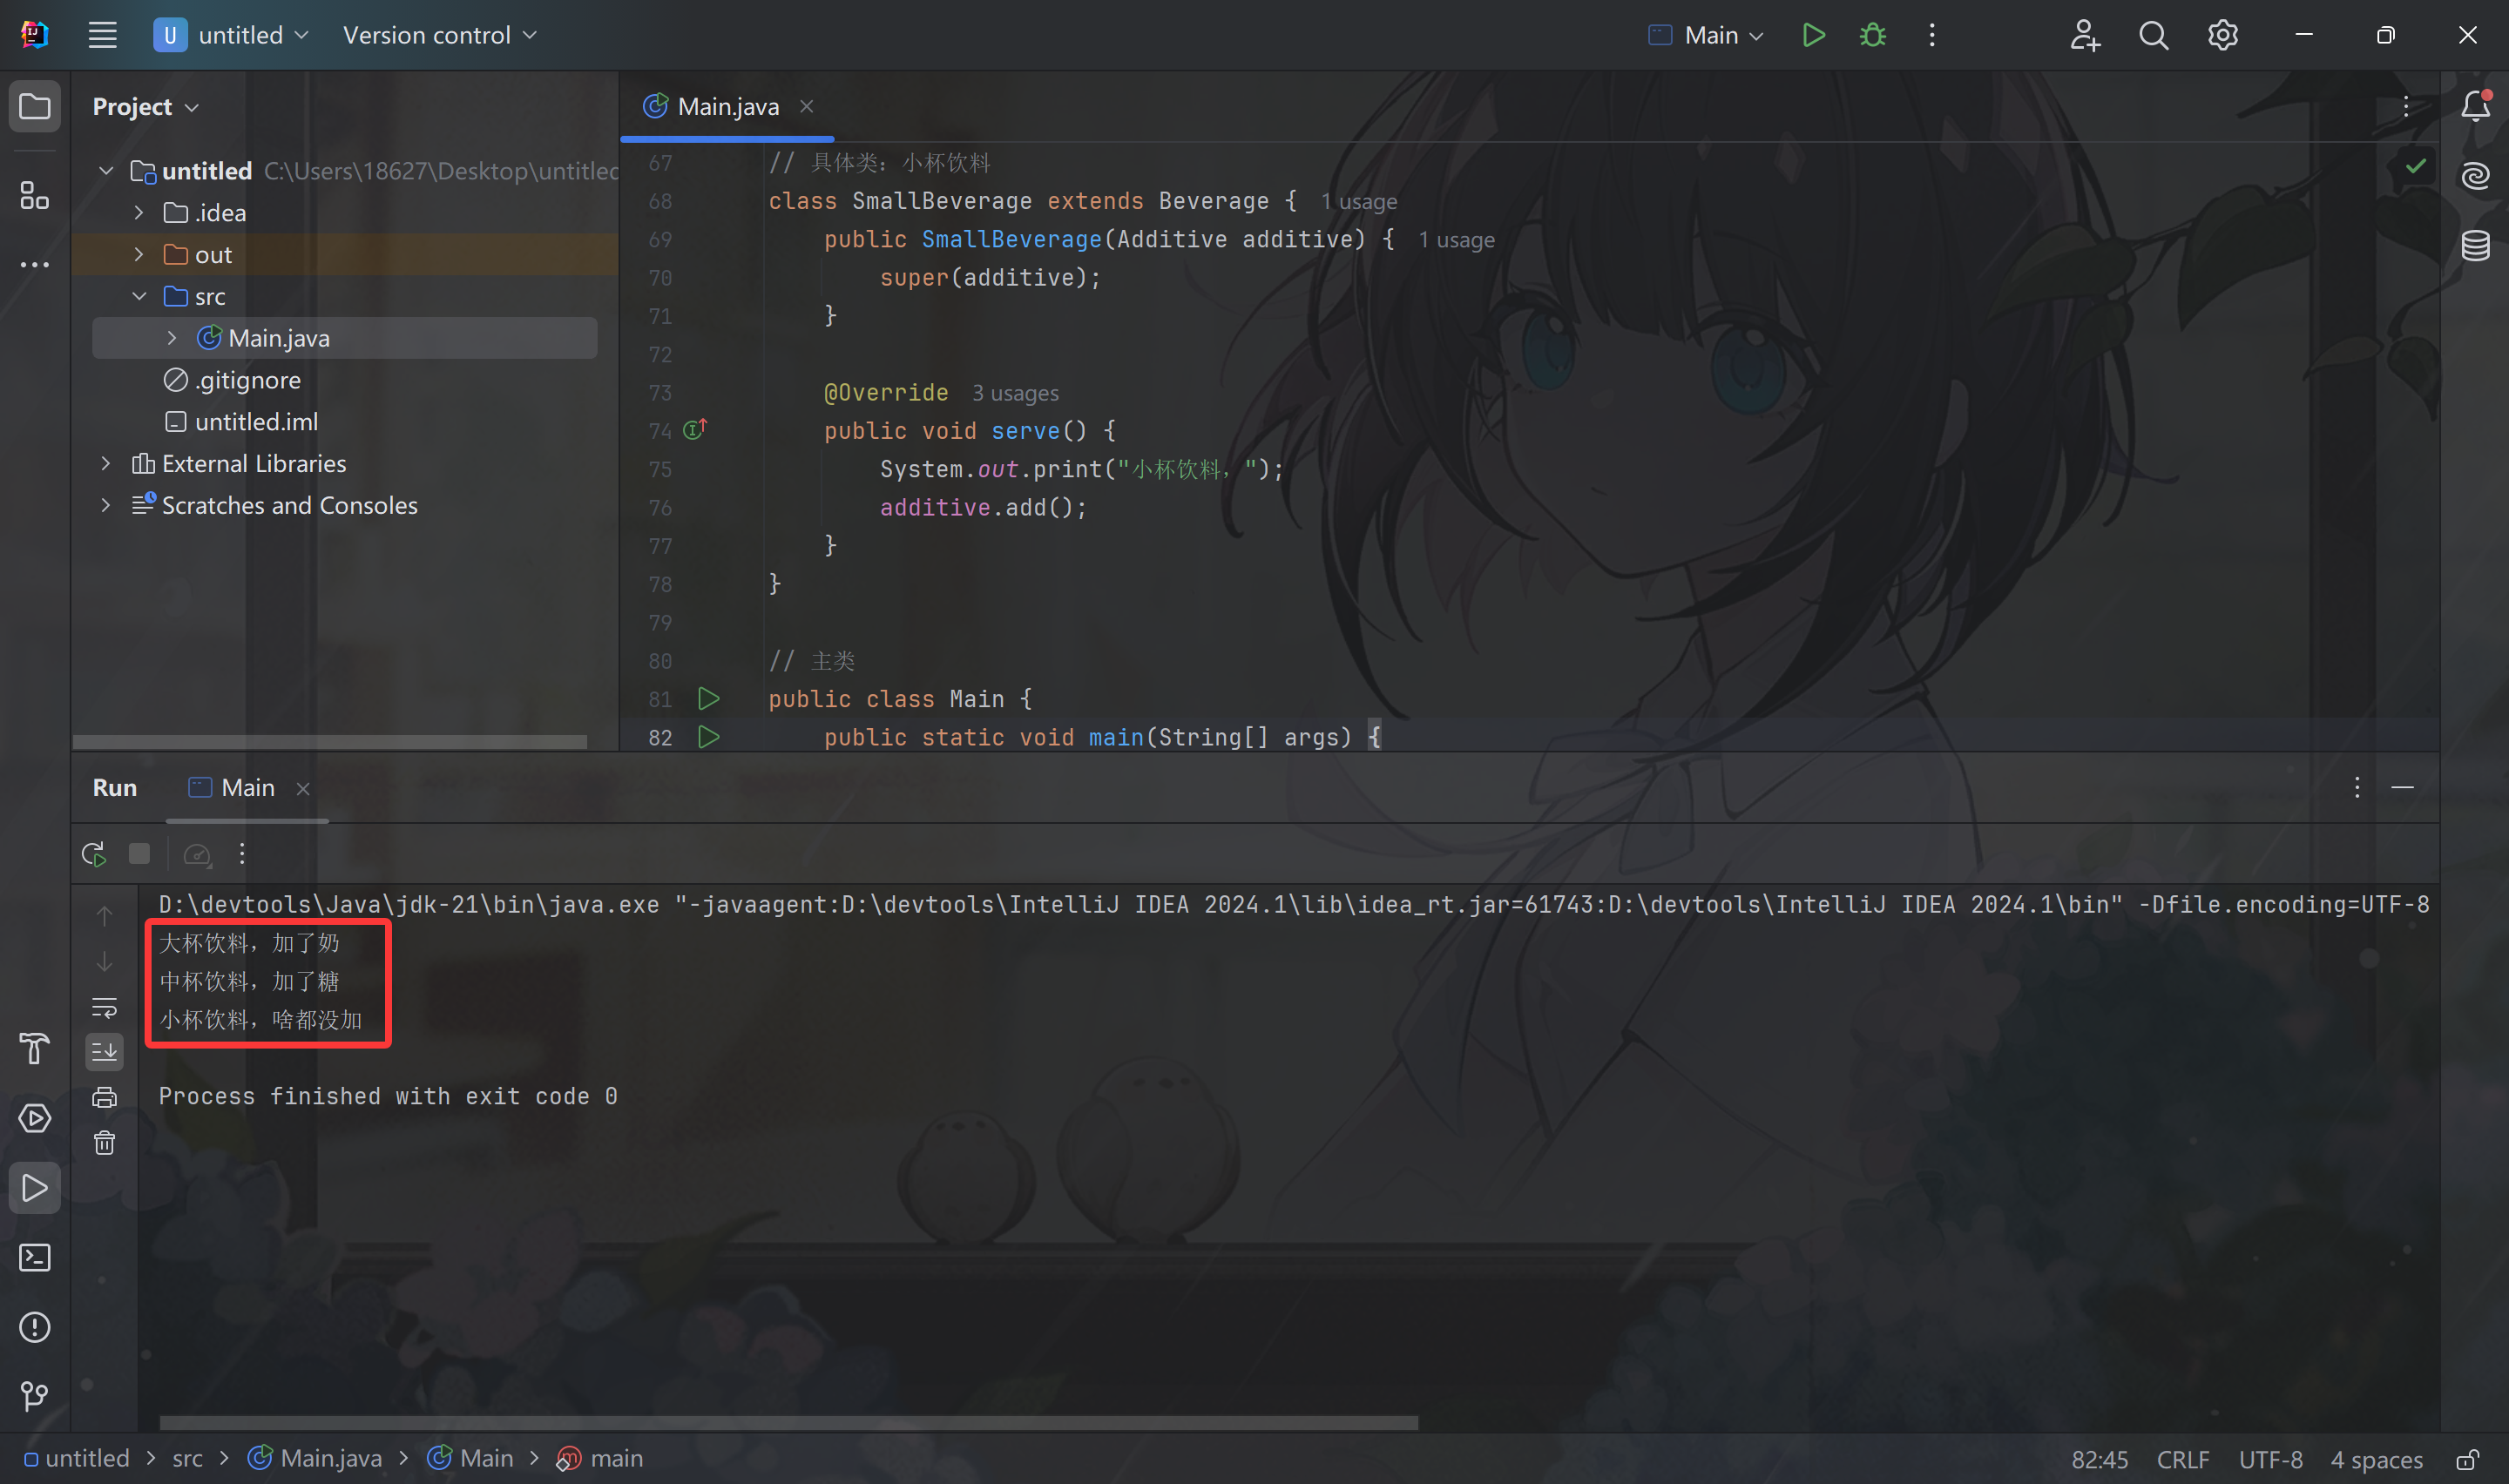 U untitled Version control Main
Project
Main.java
untitled C:\Users\18627\Desktop\untitled
.idea
out
src
Main.java
.gitignore
untitled.iml
External Libraries
Scratches and Consoles
67 // 具体类：小杯饮料
68 class SmallBeverage extends Beverage { 1 usage
69 public SmallBeverage(Additive additive) { 1 usage
70 super(additive);
71 }
72
73 @Override 3 usages
74 public void serve() {
75 System.out.print("小杯饮料，");
76 additive.add();
77 }
78 }
79
80 // 主类
81 public class Main {
82 public static void main(String[] args) {
Run Main
D:\devtools\Java\jdk-21\bin\java.exe "-javaagent:D:\devtools\IntelliJ IDEA 2024.1\lib\idea_rt.jar=61743:D:\devtools\IntelliJ IDEA 2024.1\bin" -Dfile.encoding=UTF-8
大杯饮料，加了奶
中杯饮料，加了糖
小杯饮料，啥都没加
Process finished with exit code 0
untitled > src > Main.java > Main > main 82:45 CRLF UTF-8 4 spaces